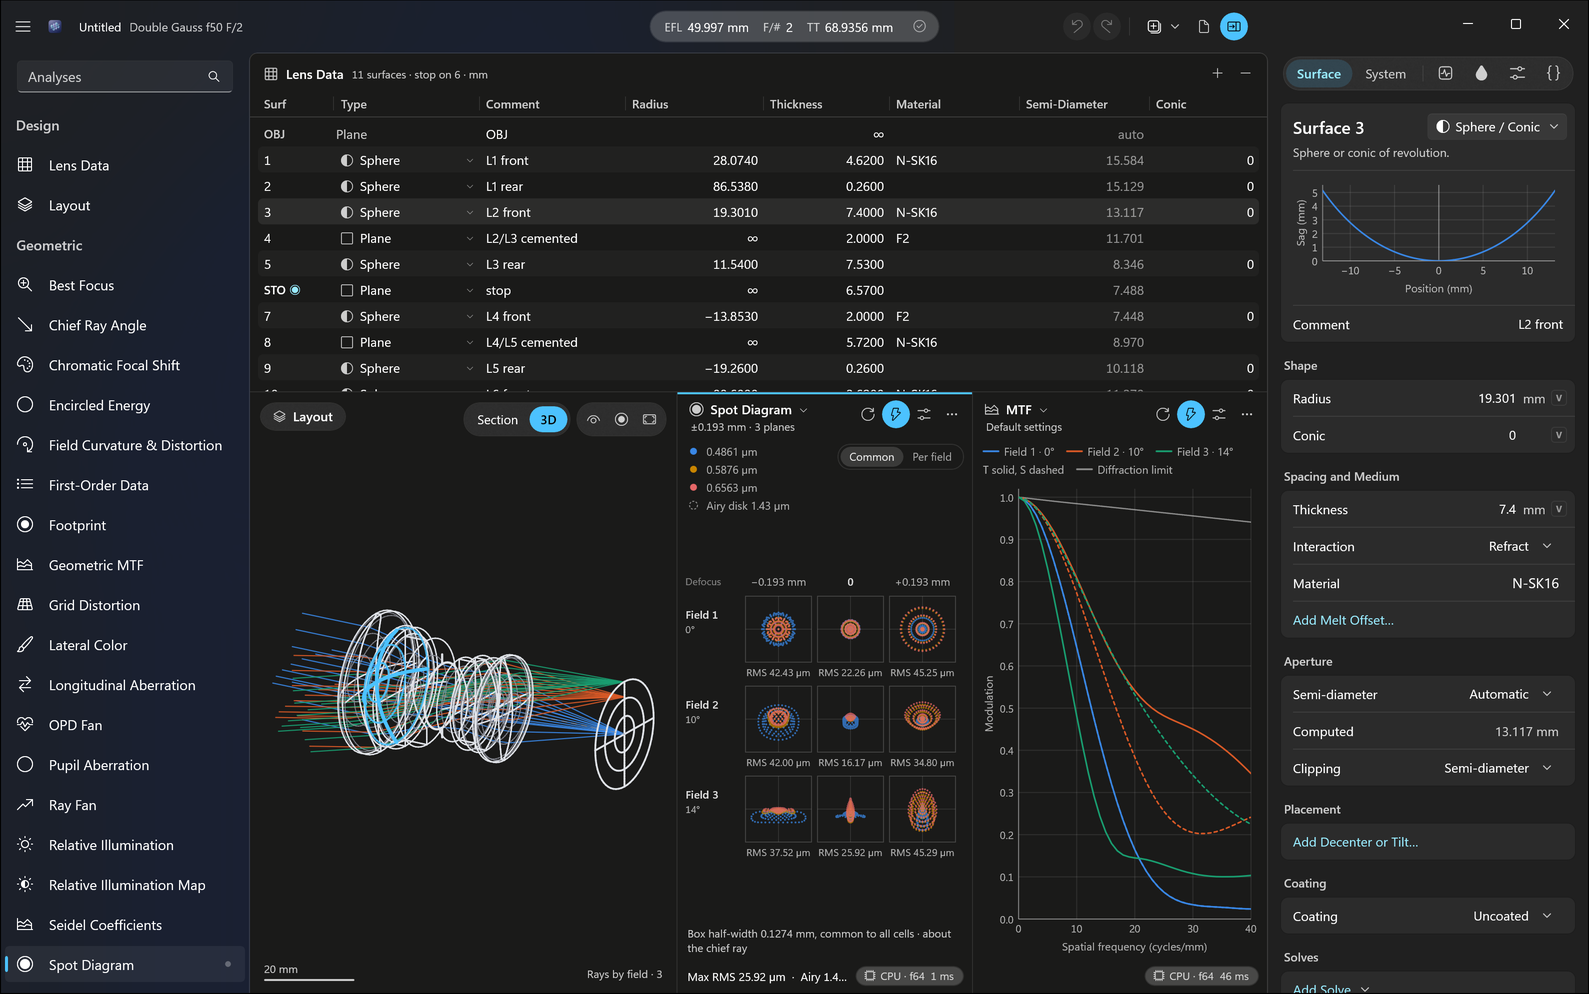 Untitled Double Gauss f50 F/2
EFL 49.997 mm F/# 2 TT 68.9356 mm
Analyses
Design
Lens Data
Layout
Geometric
Best Focus
Chief Ray Angle
Chromatic Focal Shift
Encircled Energy
Field Curvature & Distortion
First-Order Data
Footprint
Geometric MTF
Grid Distortion
Lateral Color
Longitudinal Aberration
OPD Fan
Pupil Aberration
Ray Fan
Relative Illumination
Relative Illumination Map
Seidel Coefficients
Spot Diagram
Lens Data 11 surfaces · stop on 6 · mm
Surf Type Comment Radius Thickness Material Semi-Diameter Conic
OBJ Plane OBJ ∞ auto
1 Sphere L1 front 28.0740 4.6200 N-SK16 15.584 0
2 Sphere L1 rear 86.5380 0.2600 15.129 0
3 Sphere L2 front 19.3010 7.4000 N-SK16 13.117 0
4 Plane L2/L3 cemented ∞ 2.0000 F2 11.701
5 Sphere L3 rear 11.5400 7.5300 8.346 0
STO Plane stop ∞ 6.5700 7.488
7 Sphere L4 front −13.8530 2.0000 F2 7.448 0
8 Plane L4/L5 cemented ∞ 5.7200 N-SK16 8.970
9 Sphere L5 rear −19.2600 0.2600 10.118 0
Layout
Section 3D
20 mm
Rays by field · 3
Spot Diagram
±0.193 mm · 3 planes
0.4861 µm
0.5876 µm
0.6563 µm
Airy disk 1.43 µm
Common Per field
Defocus −0.193 mm 0 +0.193 mm
Field 1
0°
RMS 42.43 µm RMS 22.26 µm RMS 45.25 µm
Field 2
10°
RMS 42.00 µm RMS 16.17 µm RMS 34.80 µm
Field 3
14°
RMS 37.52 µm RMS 25.92 µm RMS 45.29 µm
Box half-width 0.1274 mm, common to all cells · about
the chief ray
Max RMS 25.92 µm · Airy 1.4...
CPU · f64 1 ms
MTF
Default settings
Field 1 · 0° Field 2 · 10° Field 3 · 14°
T solid, S dashed Diffraction limit
1.0
0.9
0.8
0.7
0.6
0.5
0.4
0.3
0.2
0.1
0.0
Modulation
0 10 20 30 40
Spatial frequency (cycles/mm)
CPU · f64 46 ms
Surface System {}
Surface 3 Sphere / Conic
Sphere or conic of revolution.
5
4
3
2
1
0
Sag (mm)
−10 −5 0 5 10
Position (mm)
Comment L2 front
Shape
Radius 19.301 mm V
Conic 0 V
Spacing and Medium
Thickness 7.4 mm V
Interaction Refract
Material N-SK16
Add Melt Offset...
Aperture
Semi-diameter Automatic
Computed 13.117 mm
Clipping Semi-diameter
Placement
Add Decenter or Tilt...
Coating
Coating Uncoated
Solves
Add Solve